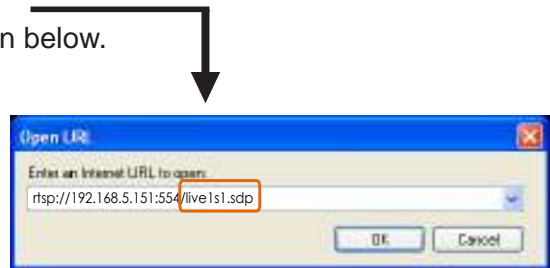 n below.
Open URL
Enter an Internet URL to open:
rtsp://192.168.5.151:554/live1s1.sdp
OK Cancel